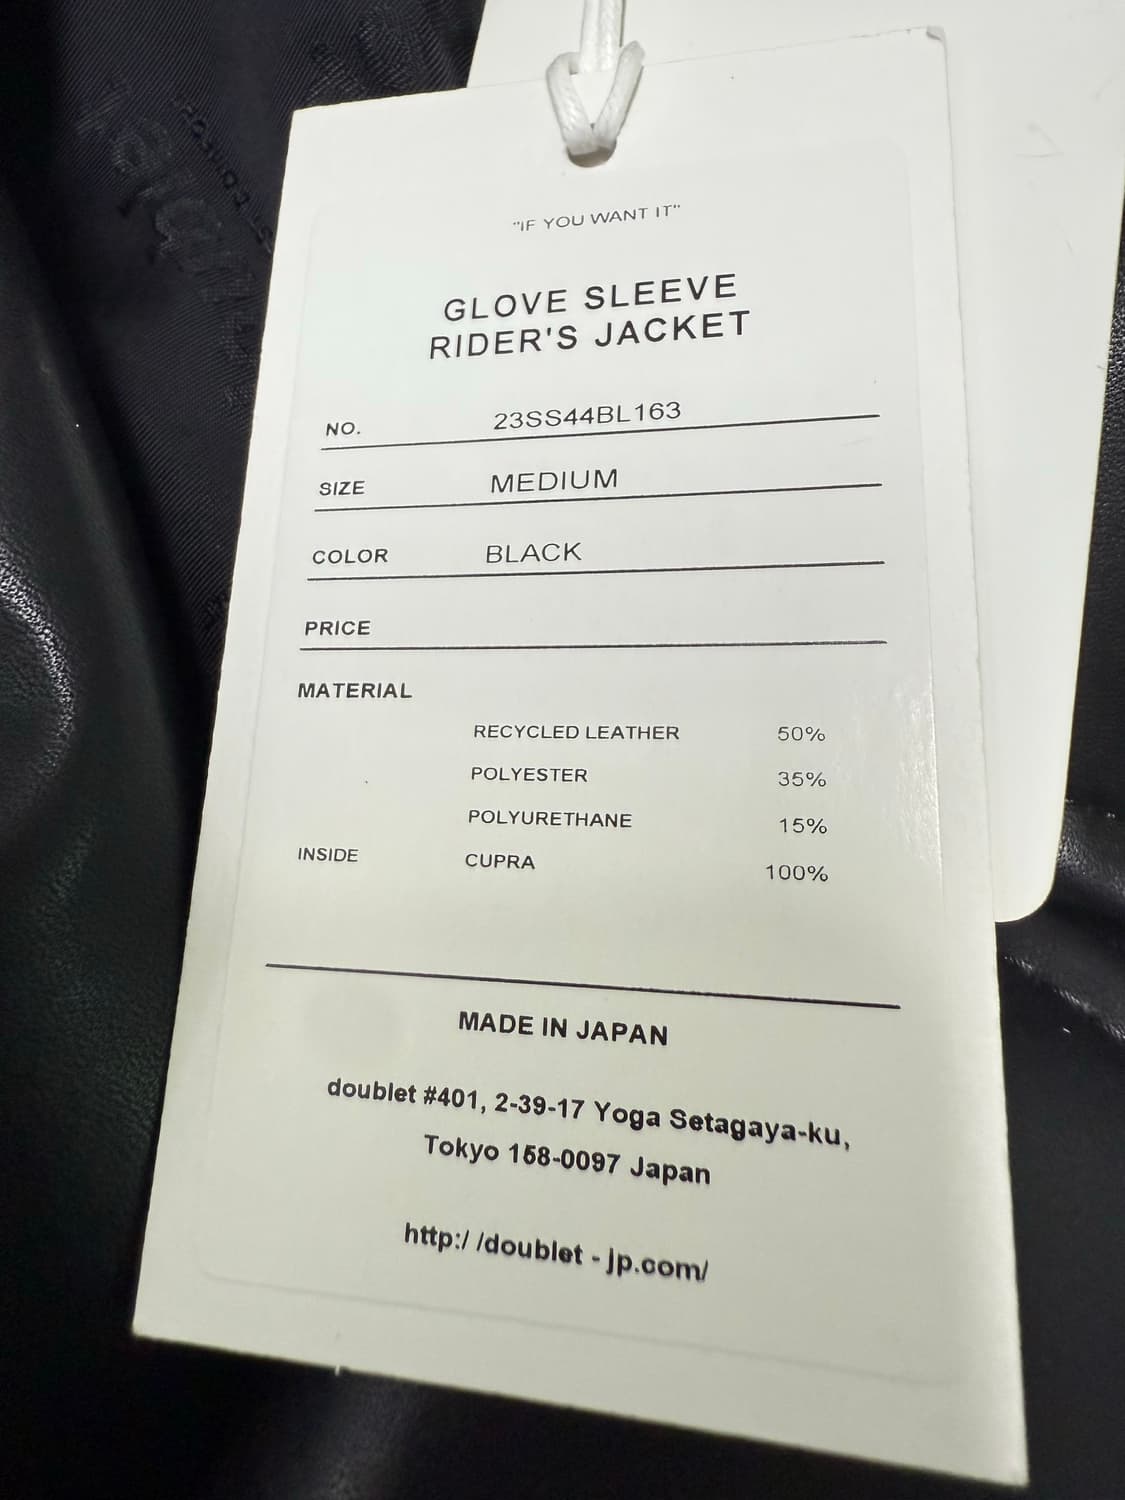 "IF YOU WANT IT"
GLOVE SLEEVE
RIDER'S JACKET
NO. 23SS44BL163
SIZE MEDIUM
COLOR BLACK
PRICE
MATERIAL
RECYCLED LEATHER 50%
POLYESTER 35%
POLYURETHANE 15%
INSIDE CUPRA 100%
MADE IN JAPAN
doublet #401, 2-39-17 Yoga Setagaya-ku,
Tokyo 158-0097 Japan
http:/ /doublet - jp.com/